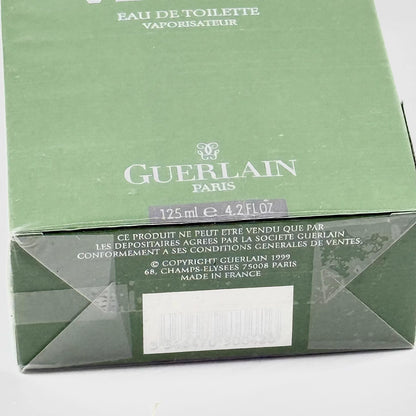 EAU DE TOILETTE
VAPORISATEUR
GUERLAIN
PARIS
125 ml e 4.2 FL.OZ
CE PRODUIT NE PEUT ETRE VENDU QUE PAR
LES DEPOSITAIRES AGREES PAR LA SOCIETE GUERLAIN
CONFORMEMENT A SES CONDITIONS GENERALES DE VENTES.
© COPYRIGHT GUERLAIN 1999
68, CHAMPS-ELYSEES 75008 PARIS
MADE IN FRANCE